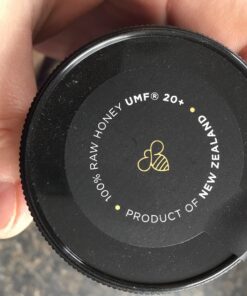 100% RAW HONEY UMF® 20+
PRODUCT OF NEW ZEALAND